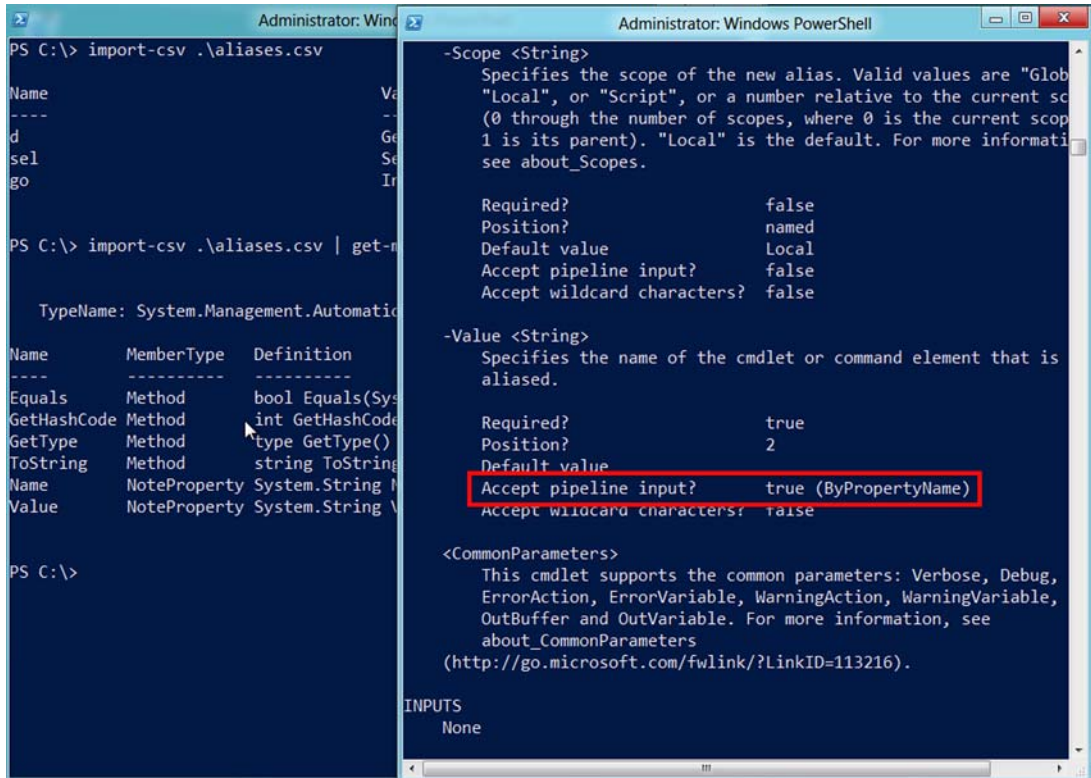 Administrator: Wind
PS C:\> import-csv .\aliases.csv
Name Va
---- --
d Ge
sel Se
go In
PS C:\> import-csv .\aliases.csv | get-m
TypeName: System.Management.Automatic
Name MemberType Definition
---- ---------- ----------
Equals Method bool Equals(Sys
GetHashCode Method int GetHashCode
GetType Method type GetType()
ToString Method string ToString
Name NoteProperty System.String N
Value NoteProperty System.String V
PS C:\>
Administrator: Windows PowerShell
-Scope <String>
Specifies the scope of the new alias. Valid values are "Glob
"Local", or "Script", or a number relative to the current sc
(0 through the number of scopes, where 0 is the current scop
1 is its parent). "Local" is the default. For more informati
see about_Scopes.
Required? false
Position? named
Default value Local
Accept pipeline input? false
Accept wildcard characters? false
-Value <String>
Specifies the name of the cmdlet or command element that is
aliased.
Required? true
Position? 2
Default value
Accept pipeline input? true (ByPropertyName)
Accept wildcard characters? false
<CommonParameters>
This cmdlet supports the common parameters: Verbose, Debug,
ErrorAction, ErrorVariable, WarningAction, WarningVariable,
OutBuffer and OutVariable. For more information, see
about_CommonParameters
(http://go.microsoft.com/fwlink/?LinkID=113216).
INPUTS
None